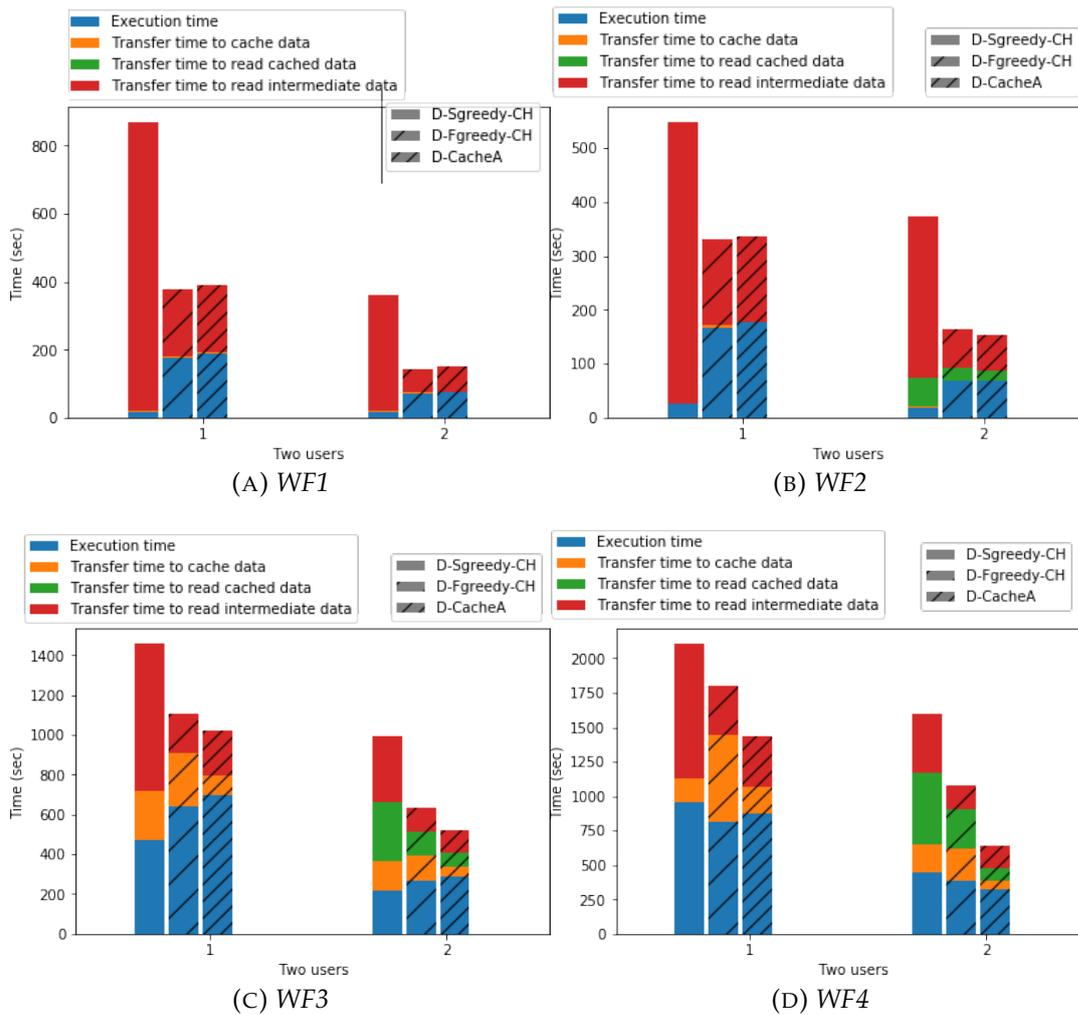 Execution time
Transfer time to cache data
Transfer time to read cached data
Transfer time to read intermediate data
D-Sgreedy-CH
D-Fgreedy-CH
D-CacheA
800
600
400
200
0
Time (sec)
1
2
Two users
(A) WF1
Execution time
Transfer time to cache data
Transfer time to read cached data
Transfer time to read intermediate data
D-Sgreedy-CH
D-Fgreedy-CH
D-CacheA
500
400
300
200
100
0
Time (sec)
1
2
Two users
(B) WF2
Execution time
Transfer time to cache data
Transfer time to read cached data
Transfer time to read intermediate data
D-Sgreedy-CH
D-Fgreedy-CH
D-CacheA
1400
1200
1000
800
600
400
200
0
Time (sec)
1
2
Two users
(C) WF3
Execution time
Transfer time to cache data
Transfer time to read cached data
Transfer time to read intermediate data
D-Sgreedy-CH
D-Fgreedy-CH
D-CacheA
2000
1750
1500
1250
1000
750
500
250
0
Time (sec)
1
2
Two users
(D) WF4